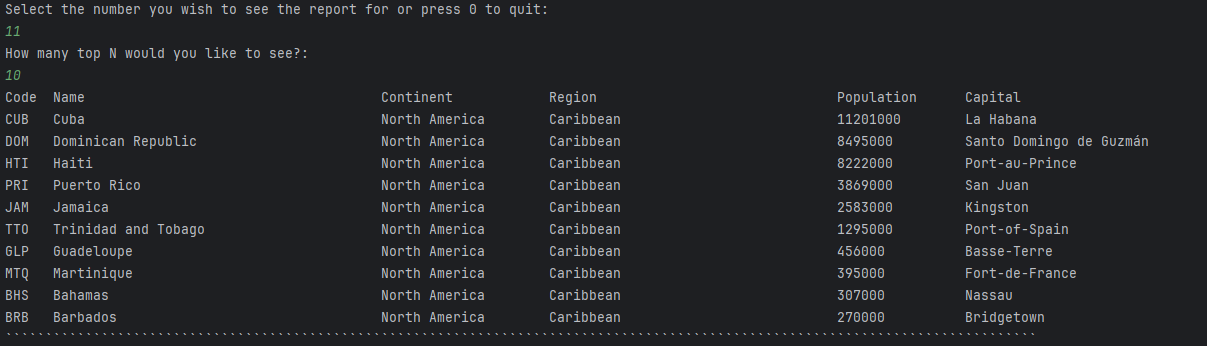 Select the number you wish to see the report for or press 0 to quit:
11
How many top N would you like to see?:
10
Code  Name                                     Continent            Region                              Population      Capital
CUB   Cuba                                     North America        Caribbean                           11201000        La Habana
DOM   Dominican Republic                       North America        Caribbean                           8495000         Santo Domingo de Guzmán
HTI   Haiti                                    North America        Caribbean                           8222000         Port-au-Prince
PRI   Puerto Rico                              North America        Caribbean                           3869000         San Juan
JAM   Jamaica                                  North America        Caribbean                           2583000         Kingston
TTO   Trinidad and Tobago                      North America        Caribbean                           1295000         Port-of-Spain
GLP   Guadeloupe                               North America        Caribbean                           456000          Basse-Terre
MTQ   Martinique                               North America        Caribbean                           395000          Fort-de-France
BHS   Bahamas                                  North America        Caribbean                           307000          Nassau
BRB   Barbados                                 North America        Caribbean                           270000          Bridgetown
`````````````````````````````````````````````````````````````````````````````````````````````````````````````````````````````````